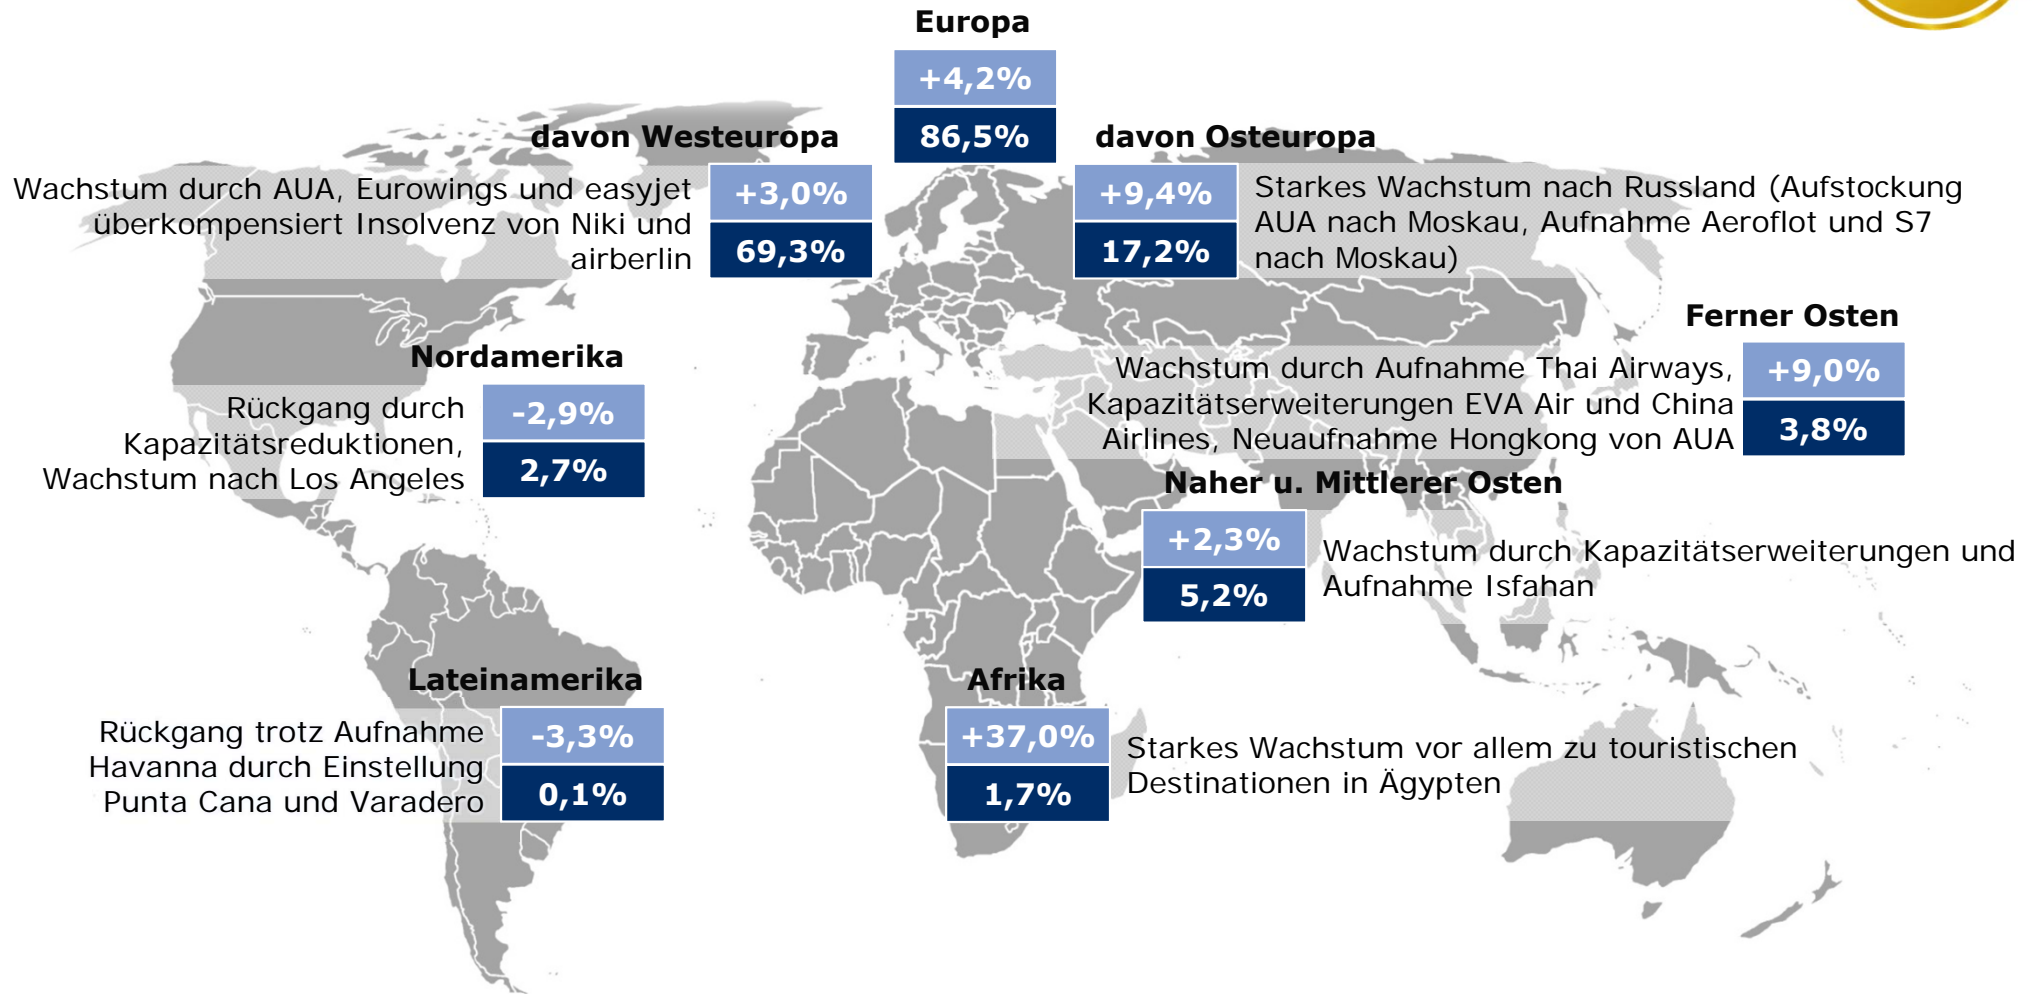 Europa
+4,2%
86,5%
davon Westeuropa
Wachstum durch AUA, Eurowings und easyjet
überkompensiert Insolvenz von Niki und
airberlin
+3,0%
69,3%
davon Osteuropa
+9,4%
17,2%
Starkes Wachstum nach Russland (Aufstockung
AUA nach Moskau, Aufnahme Aeroflot und S7
nach Moskau)
Ferner Osten
Wachstum durch Aufnahme Thai Airways,
Kapazitätserweiterungen EVA Air und China
Airlines, Neuaufnahme Hongkong von AUA
+9,0%
3,8%
Nordamerika
Rückgang durch
Kapazitätsreduktionen,
Wachstum nach Los Angeles
-2,9%
2,7%
Naher u. Mittlerer Osten
+2,3%
5,2%
Wachstum durch Kapazitätserweiterungen und
Aufnahme Isfahan
Lateinamerika
Rückgang trotz Aufnahme
Havanna durch Einstellung
Punta Cana und Varadero
-3,3%
0,1%
Afrika
+37,0%
1,7%
Starkes Wachstum vor allem zu touristischen
Destinationen in Ägypten